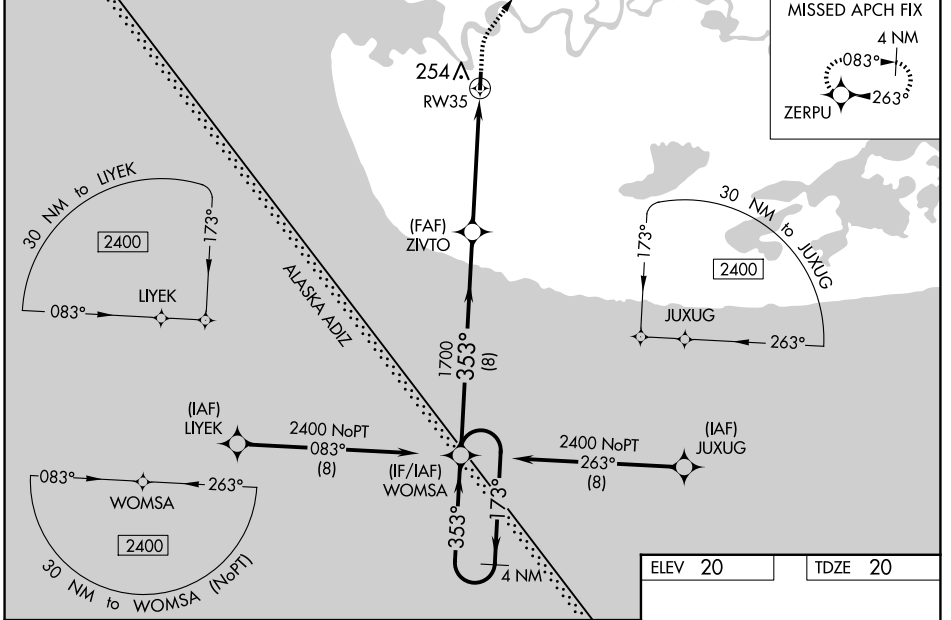 MISSED APCH FIX
4 NM
083°
263°
ZERPU
254
RW35
30 NM to LIYEK
2400
173°
LIYEK
083°
(FAF)
ZIVTO
ALASKA ADIZ
30 NM to JUXUG
173°
2400
JUXUG
263°
1700
353°
(8)
(IAF)
LIYEK
2400 NoPT
083°
(8)
(IF/IAF)
WOMSA
2400 NoPT
263°
(8)
(IAF)
JUXUG
083°
263°
WOMSA
2400
30 NM to WOMSA (NoPT)
353°
173°
4 NM
ELEV 20
TDZE 20